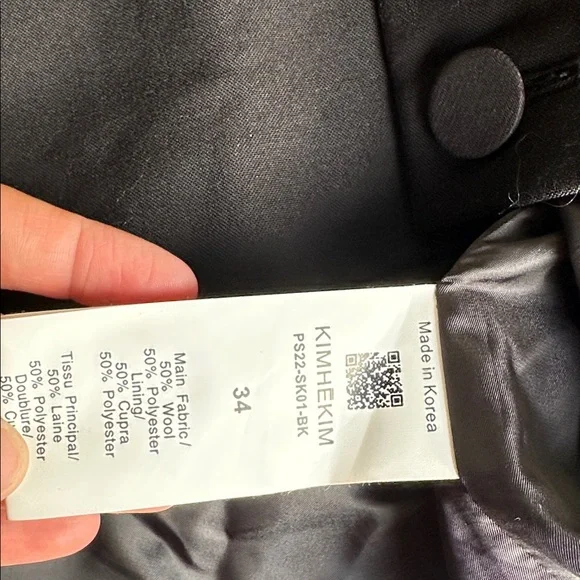 Made in Korea
KIMHEKIM
PS22-SK01-BK
34
Main Fabric/
50% Wool
50% Polyester
Lining/
50% Cupra
50% Polyester
Tissu Principal/
50% Laine
50% Polyester
Doublure/
50%